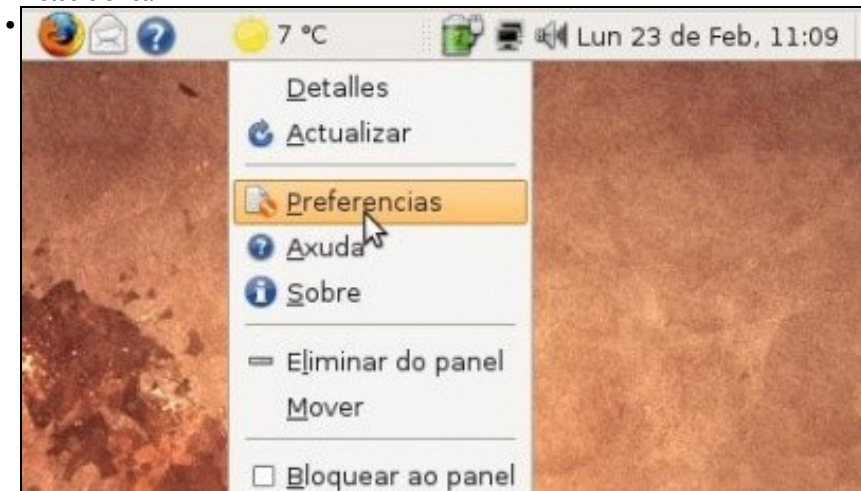 7 °C
Lun 23 de Feb, 11:09
Detalles
Actualizar
Preferencias
Axuda
Sobre
Eliminar do panel
Mover
Bloquear ao panel